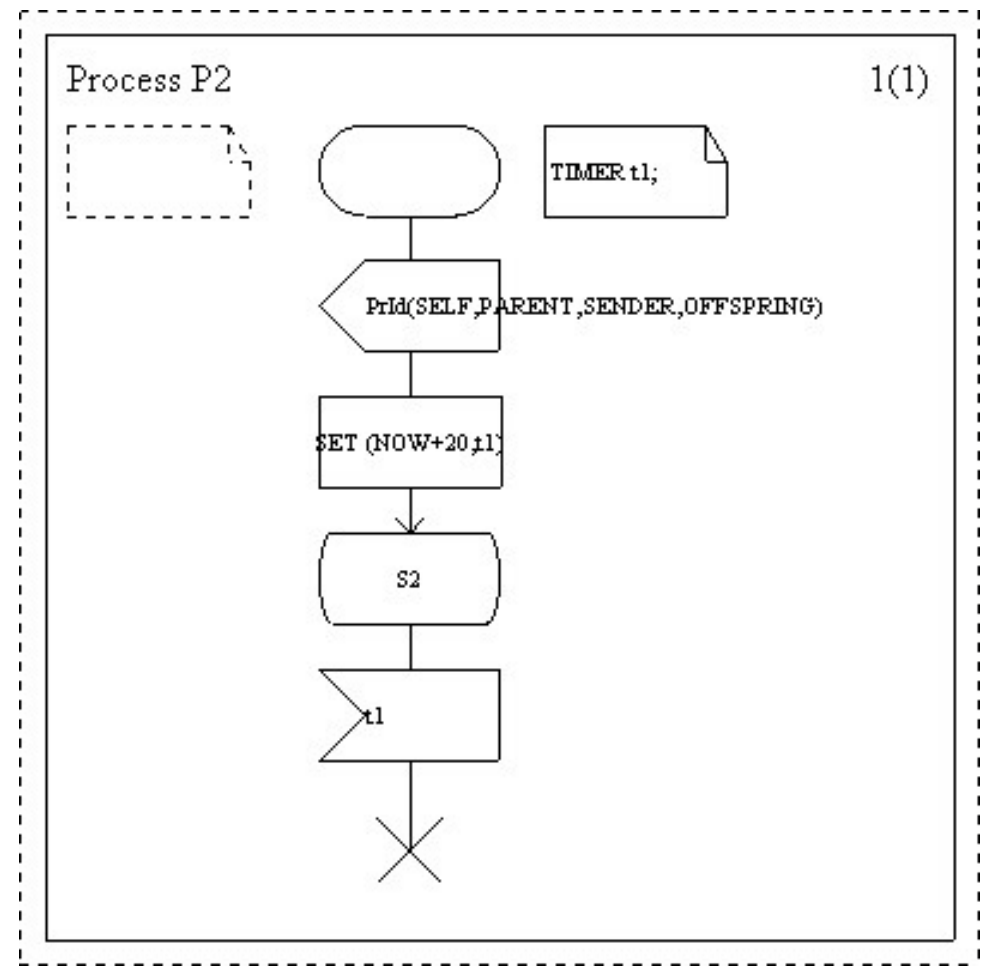 Process P2
1(1)
TIMER t1;
PrId(SELF,PARENT,SENDER,OFFSPRING)
SET (NOW+20,t1)
S2
t1